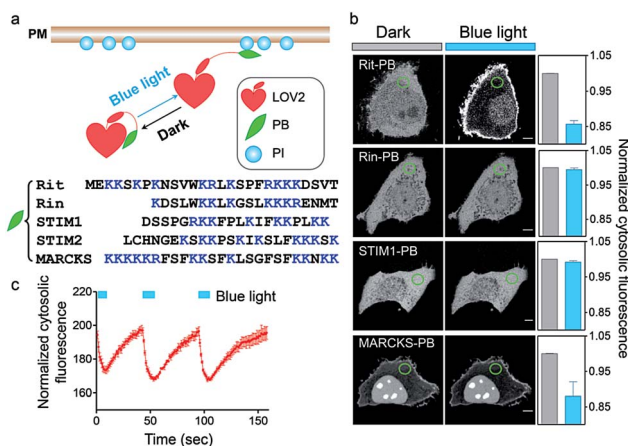 a
PM
Blue light
Dark
LOV2
PB
PI
Rit MEKKSKPKNSVWKRLKSPFRKKKDSVT
Rin KDSLWKLKGSLKKKRENMT
STIM1 DSSPGRKKFPLKIFKKPLKK
STIM2 LCHNGEKSKKPSKIKSLFKKKSK
MARCKS KKKKKRFSFKKSFKLSGFSFKKNKK
c
Blue light
Normalized cytosolic
fluorescence
200
180
160
0 50 100 150
Time (sec)
b
Dark Blue light
Rit-PB
1.05
0.95
0.85
Rin-PB
1.05
0.95
0.85
STIM1-PB
1.05
0.95
0.85
MARCKS-PB
1.05
0.95
0.85
Normalized cytosolic fluorescence